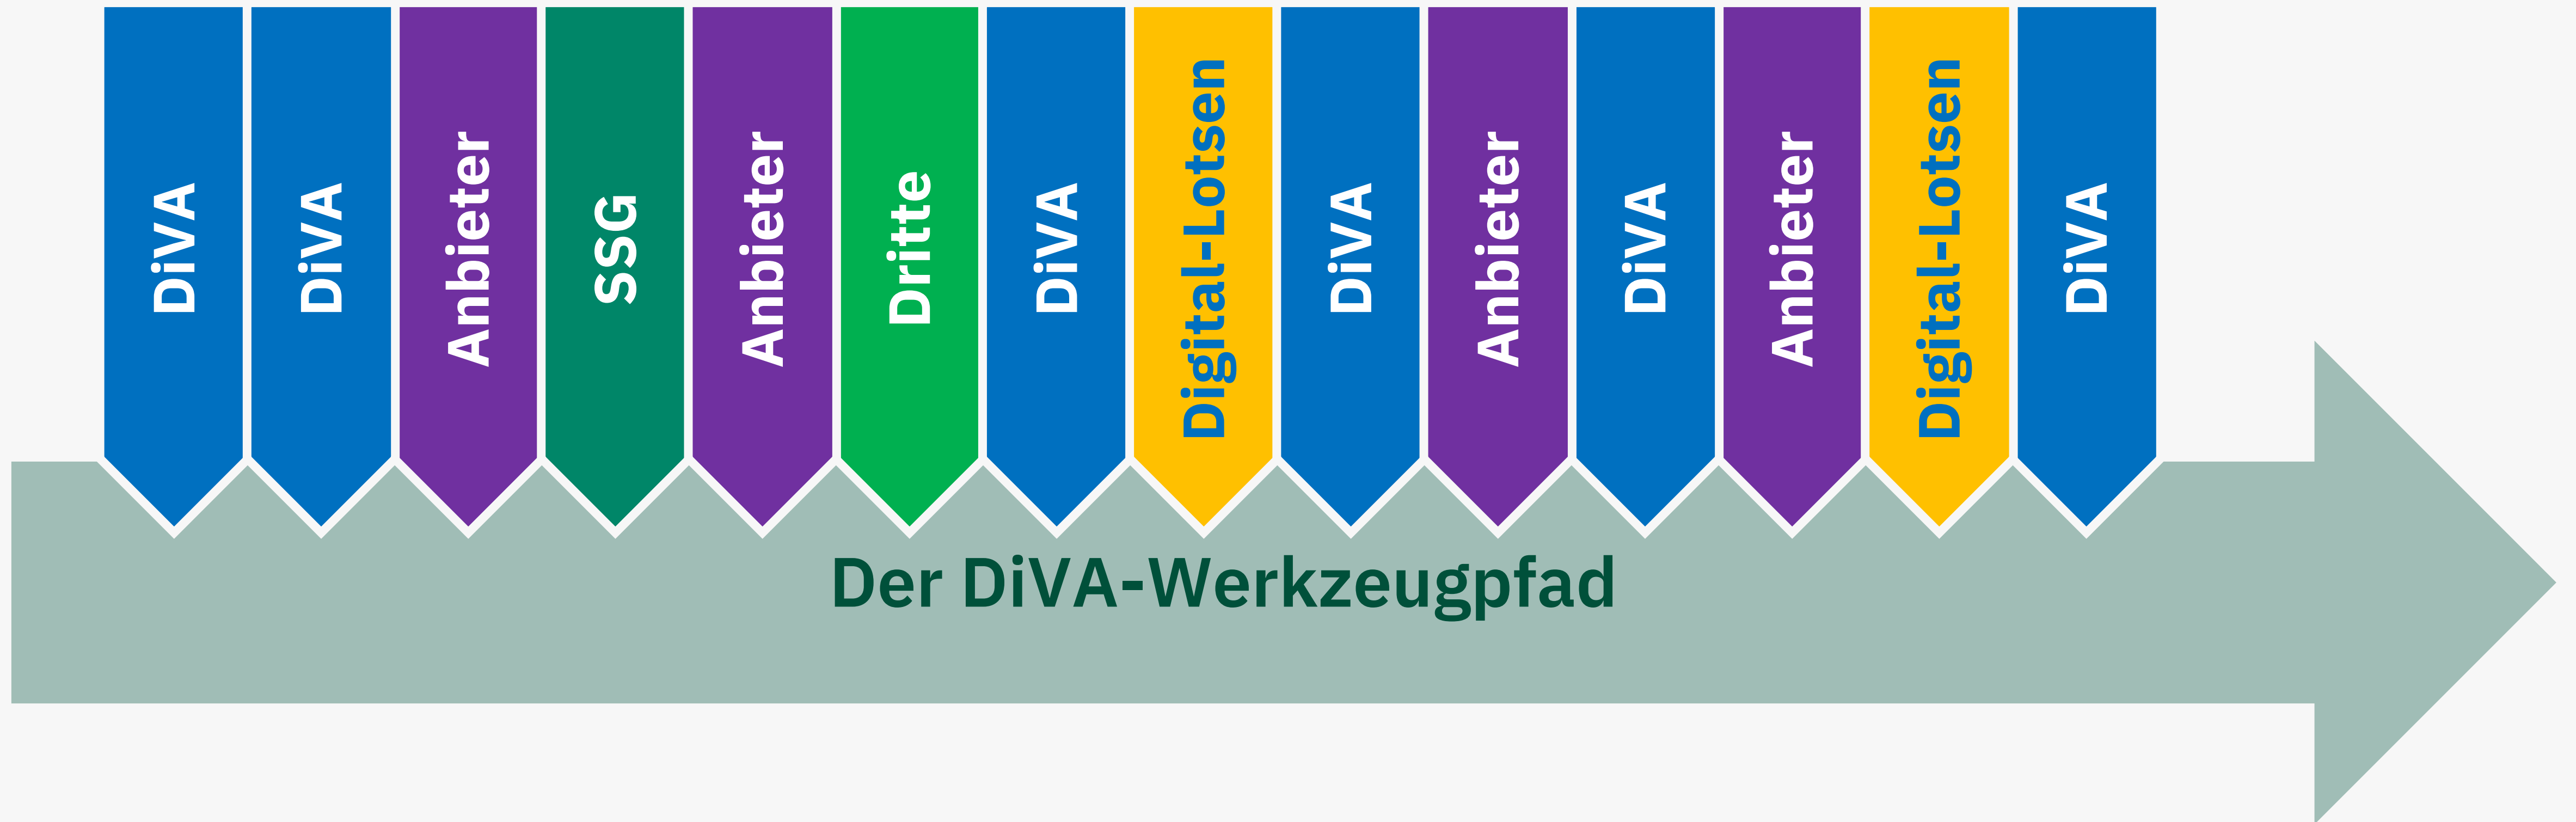 DiVA
DiVA
Anbieter
SSG
Anbieter
Dritte
DiVA
Digital-Lotsen
DiVA
Anbieter
DiVA
Anbieter
Digital-Lotsen
DiVA
Der DiVA-Werkzeugpfad